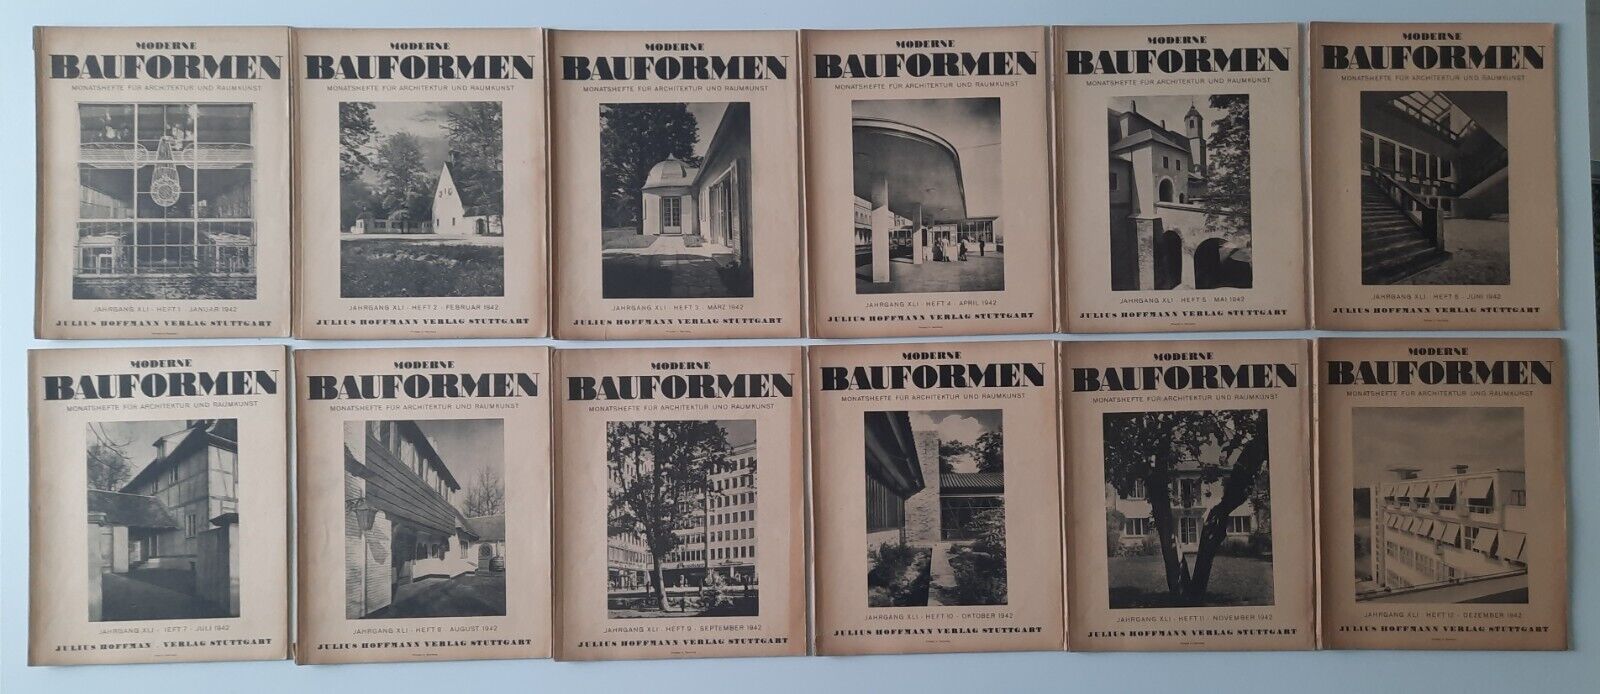 MODERNE
BAUFORMEN
MONATSHEFTE FÜR ARCHITEKTUR UND RAUMKUNST
JAHRGANG XLI · HEFT 1 · JANUAR 1942
JULIUS HOFFMANN VERLAG STUTTGART
MODERNE
BAUFORMEN
MONATSHEFTE FÜR ARCHITEKTUR UND RAUMKUNST
JAHRGANG XLI · HEFT 2 · FEBRUAR 1942
JULIUS HOFFMANN VERLAG STUTTGART
MODERNE
BAUFORMEN
MONATSHEFTE FÜR ARCHITEKTUR UND RAUMKUNST
JAHRGANG XLI · HEFT 3 · MÄRZ 1942
JULIUS HOFFMANN VERLAG STUTTGART
MODERNE
BAUFORMEN
MONATSHEFTE FÜR ARCHITEKTUR UND RAUMKUNST
JAHRGANG XLI · HEFT 4 · APRIL 1942
JULIUS HOFFMANN VERLAG STUTTGART
MODERNE
BAUFORMEN
MONATSHEFTE FÜR ARCHITEKTUR UND RAUMKUNST
JAHRGANG XLI · HEFT 5 · MAI 1942
JULIUS HOFFMANN VERLAG STUTTGART
MODERNE
BAUFORMEN
MONATSHEFTE FÜR ARCHITEKTUR UND RAUMKUNST
JAHRGANG XLI · HEFT 6 · JUNI 1942
JULIUS HOFFMANN VERLAG STUTTGART
MODERNE
BAUFORMEN
MONATSHEFTE FÜR ARCHITEKTUR UND RAUMKUNST
JAHRGANG XLI · HEFT 7 · JULI 1942
JULIUS HOFFMANN VERLAG STUTTGART
MODERNE
BAUFORMEN
MONATSHEFTE FÜR ARCHITEKTUR UND RAUMKUNST
JAHRGANG XLI · HEFT 8 · AUGUST 1942
JULIUS HOFFMANN VERLAG STUTTGART
MODERNE
BAUFORMEN
MONATSHEFTE FÜR ARCHITEKTUR UND RAUMKUNST
JAHRGANG XLI · HEFT 9 · SEPTEMBER 1942
JULIUS HOFFMANN VERLAG STUTTGART
MODERNE
BAUFORMEN
MONATSHEFTE FÜR ARCHITEKTUR UND RAUMKUNST
JAHRGANG XLI · HEFT 10 · OKTOBER 1942
JULIUS HOFFMANN VERLAG STUTTGART
MODERNE
BAUFORMEN
MONATSHEFTE FÜR ARCHITEKTUR UND RAUMKUNST
JAHRGANG XLI · HEFT 11 · NOVEMBER 1942
JULIUS HOFFMANN VERLAG STUTTGART
MODERNE
BAUFORMEN
MONATSHEFTE FÜR ARCHITEKTUR UND RAUMKUNST
JAHRGANG XLI · HEFT 12 · DEZEMBER 1942
JULIUS HOFFMANN VERLAG STUTTGART